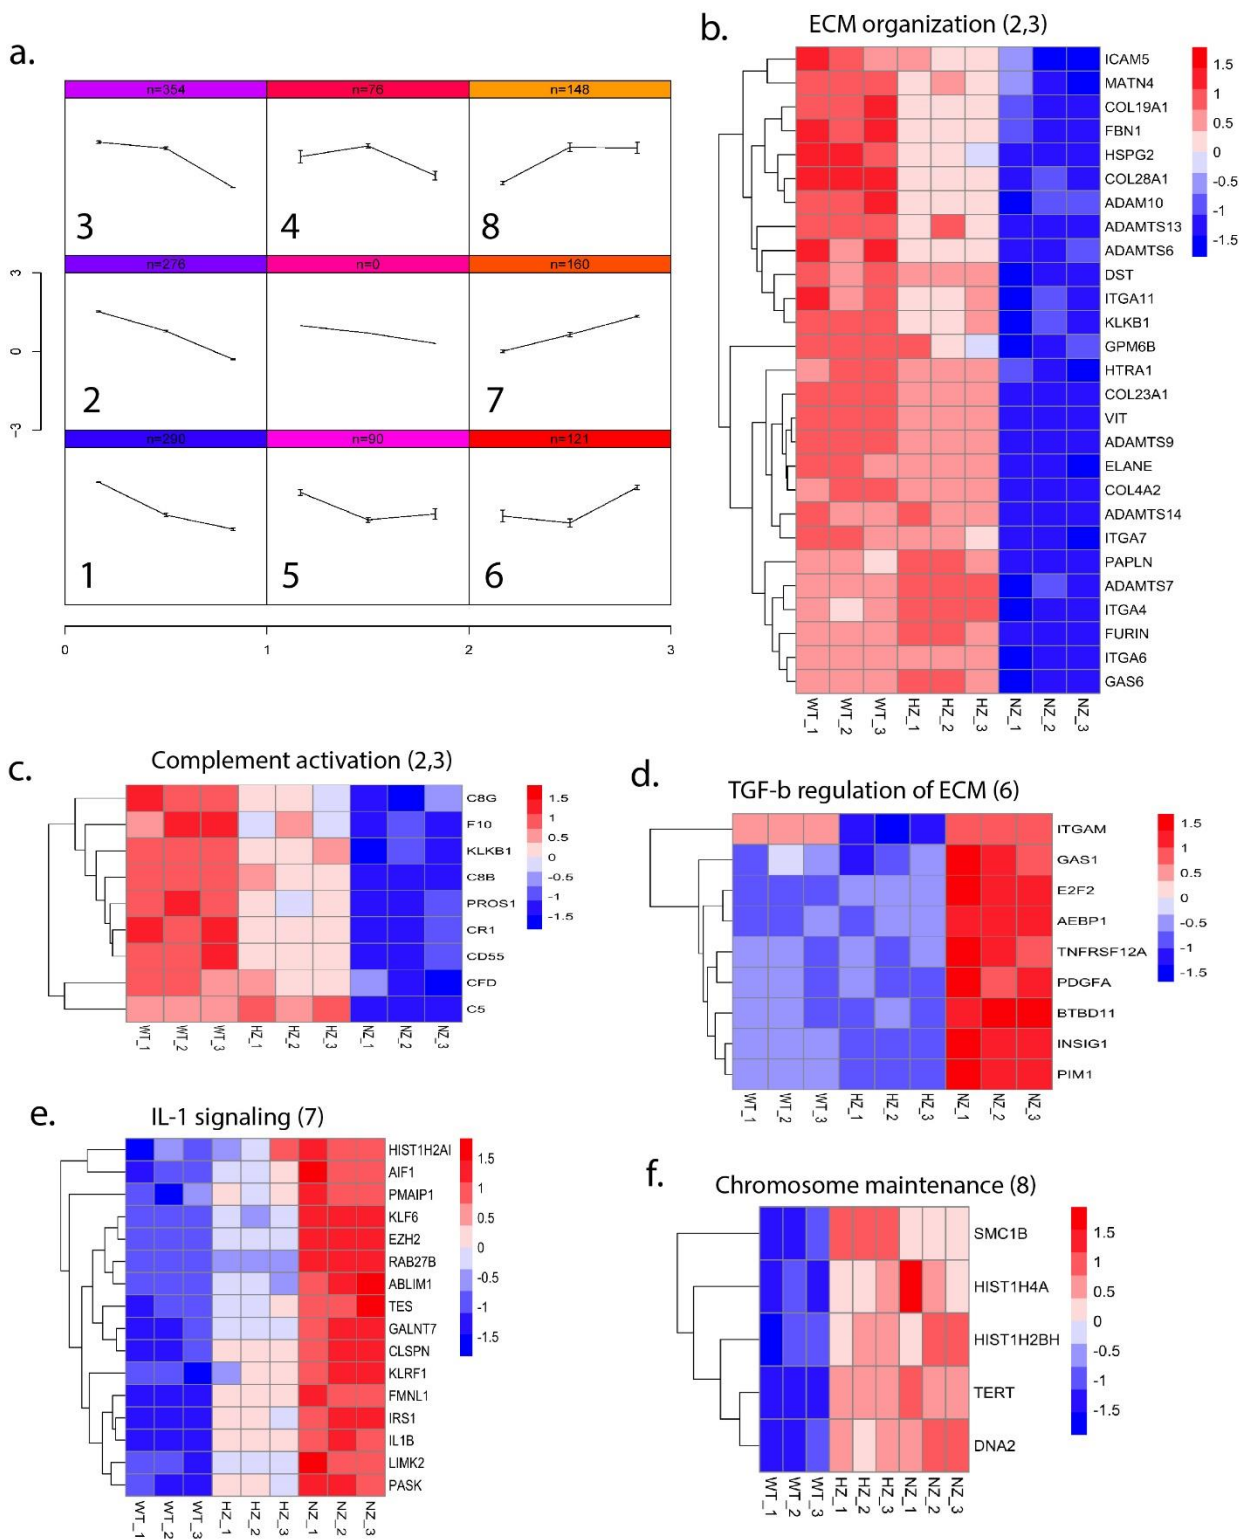 a.
n=354
n=76
n=148
3
4
8
n=276
n=0
n=160
3
0
-3
2
7
n=290
n=90
n=121
1
5
6
0
1
2
3
b.
ECM organization (2,3)
ICAM5
MATN4
COL19A1
FBN1
HSPG2
COL28A1
ADAM10
ADAMTS13
ADAMTS6
DST
ITGA11
KLKB1
GPM6B
HTRA1
COL23A1
VIT
ADAMTS9
ELANE
COL4A2
ADAMTS14
ITGA7
PAPLN
ADAMTS7
ITGA4
FURIN
ITGA6
GAS6
1.5
1
0.5
0
-0.5
-1
-1.5
WT_1
WT_2
WT_3
HZ_1
HZ_2
HZ_3
NZ_1
NZ_2
NZ_3
c.
Complement activation (2,3)
C8G
F10
KLKB1
C8B
PROS1
CR1
CD55
CFD
C5
1.5
1
0.5
0
-0.5
-1
-1.5
WT_1
WT_2
WT_3
HZ_1
HZ_2
HZ_3
NZ_1
NZ_2
NZ_3
d.
TGF-b regulation of ECM (6)
ITGAM
GAS1
E2F2
AEBP1
TNFRSF12A
PDGFA
BTBD11
INSIG1
PIM1
1.5
1
0.5
0
-0.5
-1
-1.5
WT_1
WT_2
WT_3
HZ_1
HZ_2
HZ_3
NZ_1
NZ_2
NZ_3
e.
IL-1 signaling (7)
HIST1H2AI
AIF1
PMAIP1
KLF6
EZH2
RAB27B
ABLIM1
TES
GALNT7
CLSPN
KLRF1
FMNL1
IRS1
IL1B
LIMK2
PASK
1.5
1
0.5
0
-0.5
-1
-1.5
WT_1
WT_2
WT_3
HZ_1
HZ_2
HZ_3
NZ_1
NZ_2
NZ_3
f.
Chromosome maintenance (8)
SMC1B
HIST1H4A
HIST1H2BH
TERT
DNA2
1.5
1
0.5
0
-0.5
-1
-1.5
WT_1
WT_2
WT_3
HZ_1
HZ_2
HZ_3
NZ_1
NZ_2
NZ_3